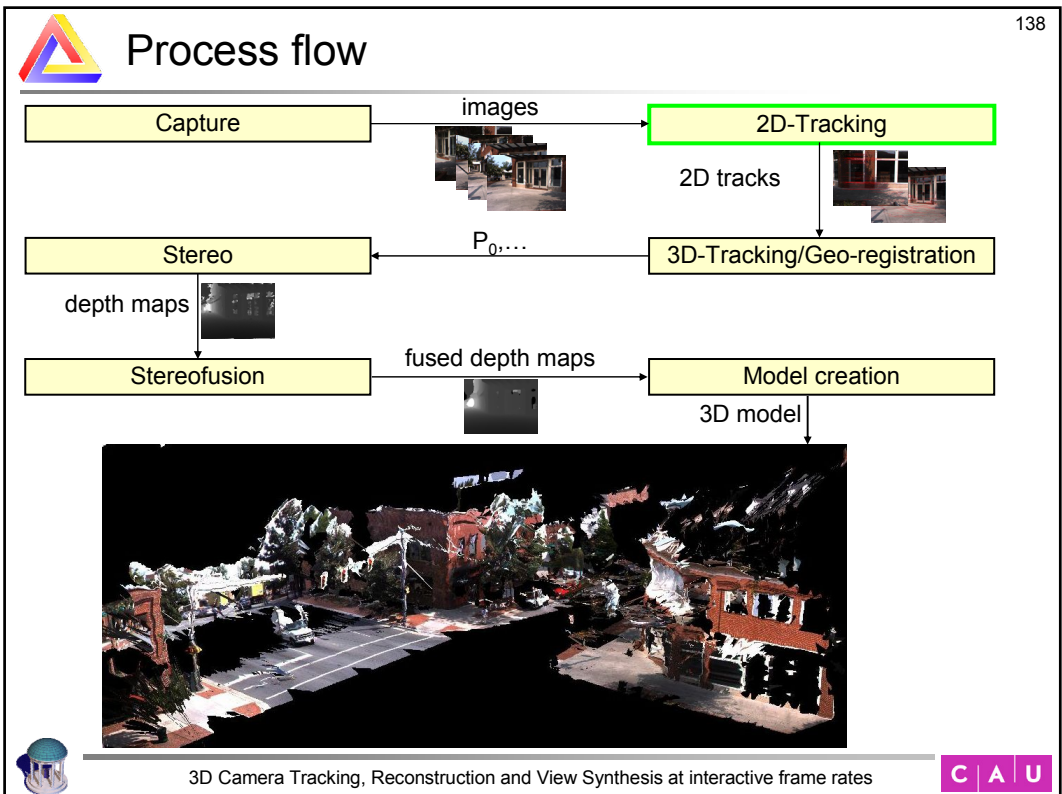 138
Process flow
Capture
images
2D-Tracking
2D tracks
Stereo
P₀,…
3D-Tracking/Geo-registration
depth maps
Stereofusion
fused depth maps
Model creation
3D model
3D Camera Tracking, Reconstruction and View Synthesis at interactive frame rates
C | A | U